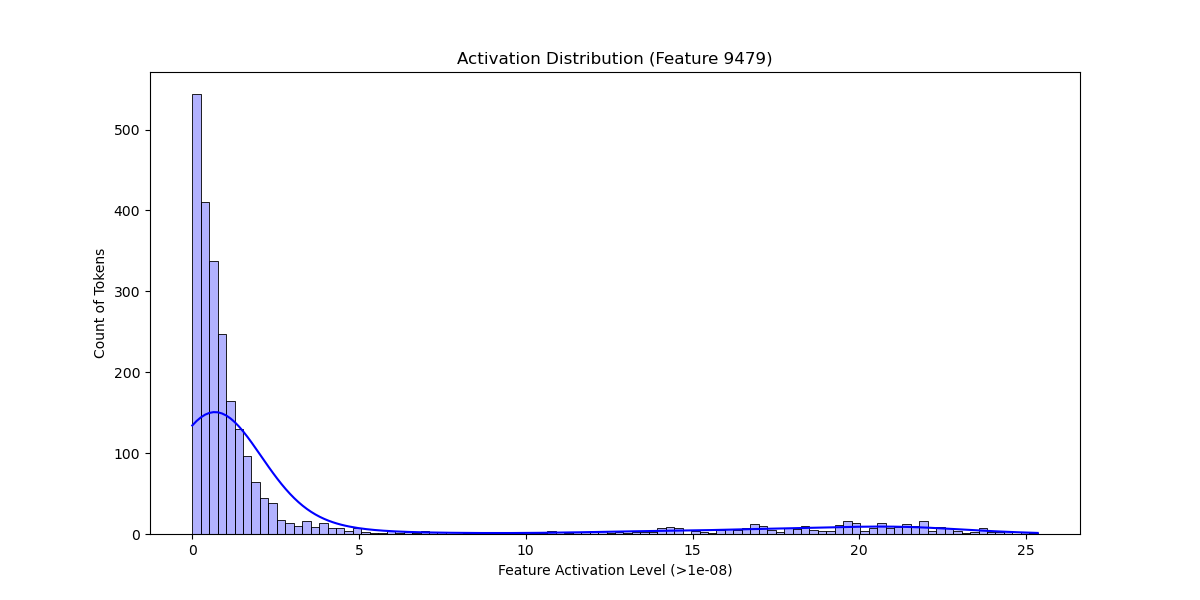 Activation Distribution (Feature 9479)
500
400
300
200
100
0
Count of Tokens
0 5 10 15 20 25
Feature Activation Level (>1e-08)